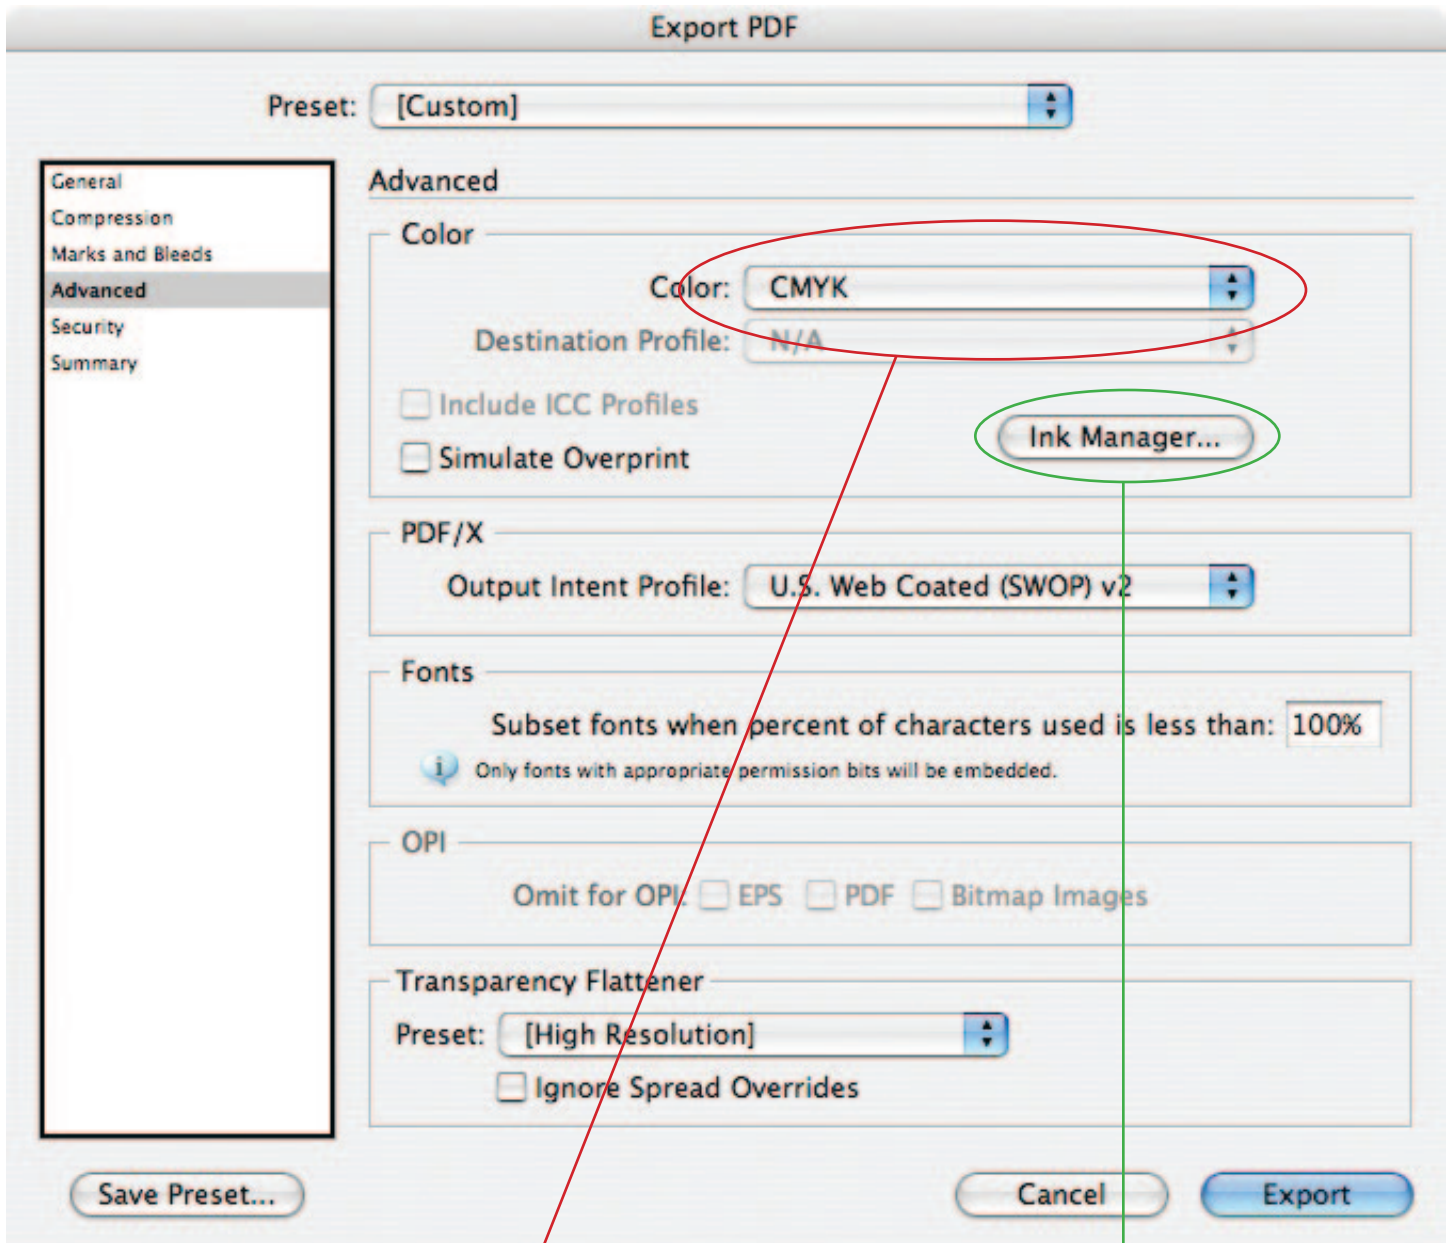 Export PDF
Preset: [Custom]
General
Compression
Marks and Bleeds
Advanced
Security
Summary
Advanced
Color
Color: CMYK
Destination Profile: N/A
Include ICC Profiles
Ink Manager...
Simulate Overprint
PDF/X
Output Intent Profile: U.S. Web Coated (SWOP) v2
Fonts
Subset fonts when percent of characters used is less than: 100%
Only fonts with appropriate permission bits will be embedded.
OPI
Omit for OPI: EPS PDF Bitmap Images
Transparency Flattener
Preset: [High Resolution]
Ignore Spread Overrides
Save Preset...
Cancel
Export